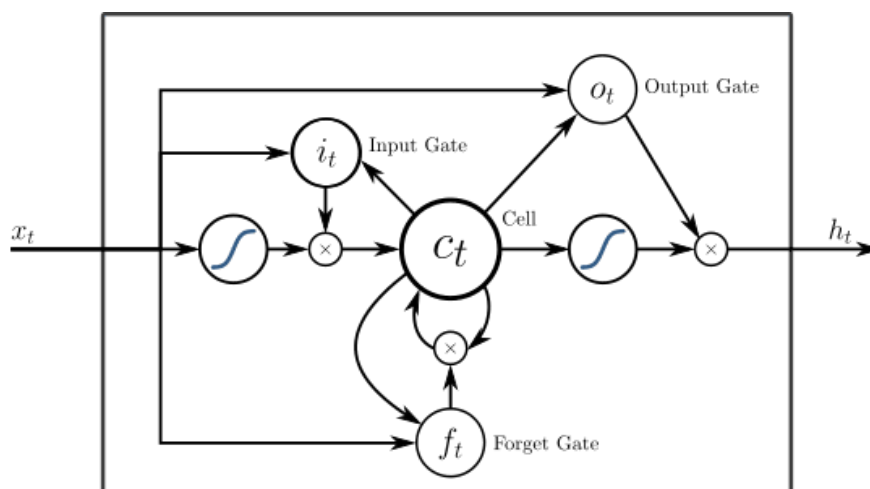 o_t Output Gate
i_t Input Gate
x_t
×
c_t
Cell
×
h_t
×
f_t Forget Gate